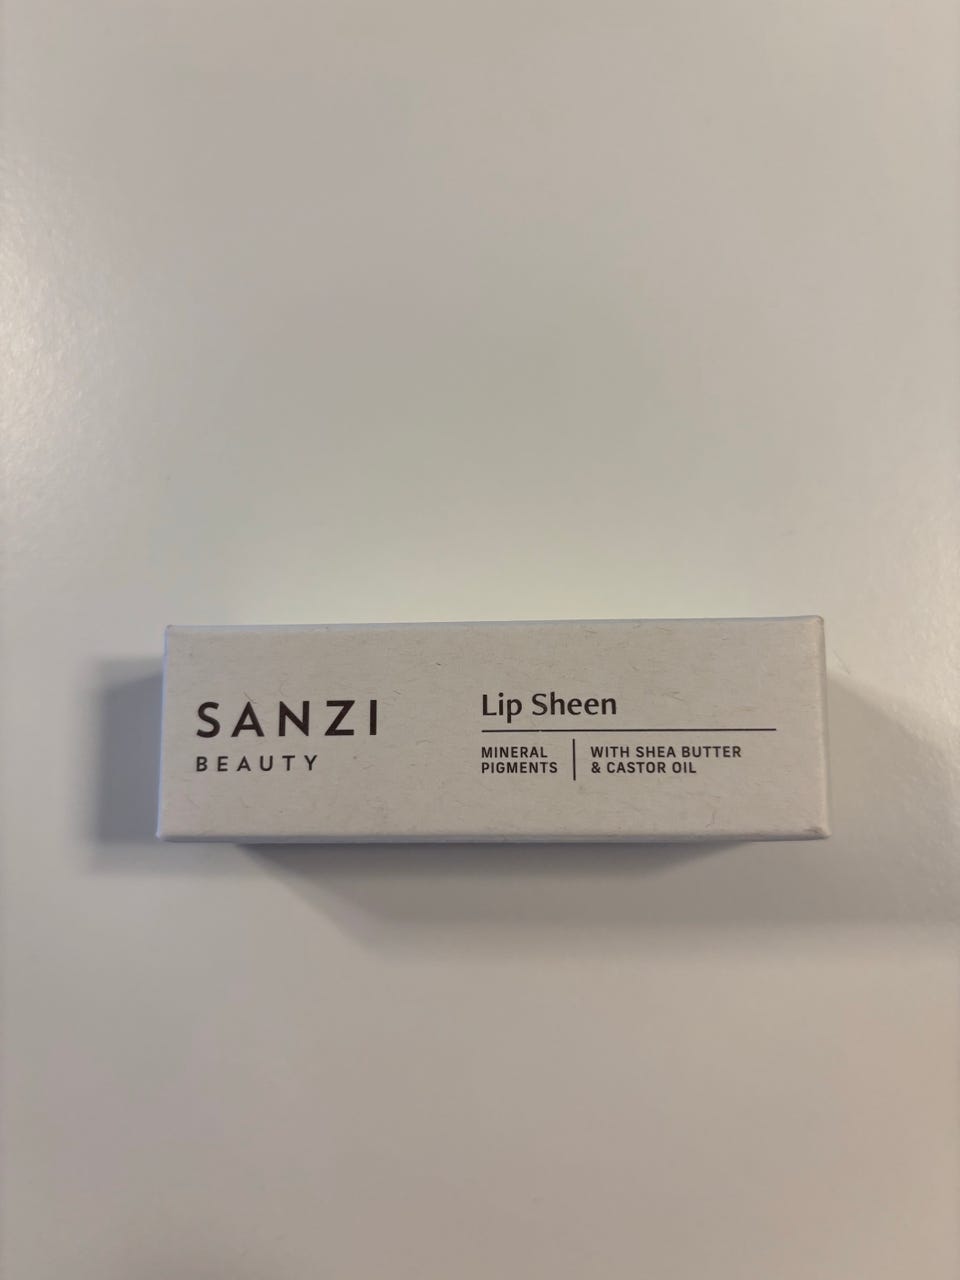 SANZI
BEAUTY
Lip Sheen
MINERAL
PIGMENTS
WITH SHEA BUTTER
& CASTOR OIL